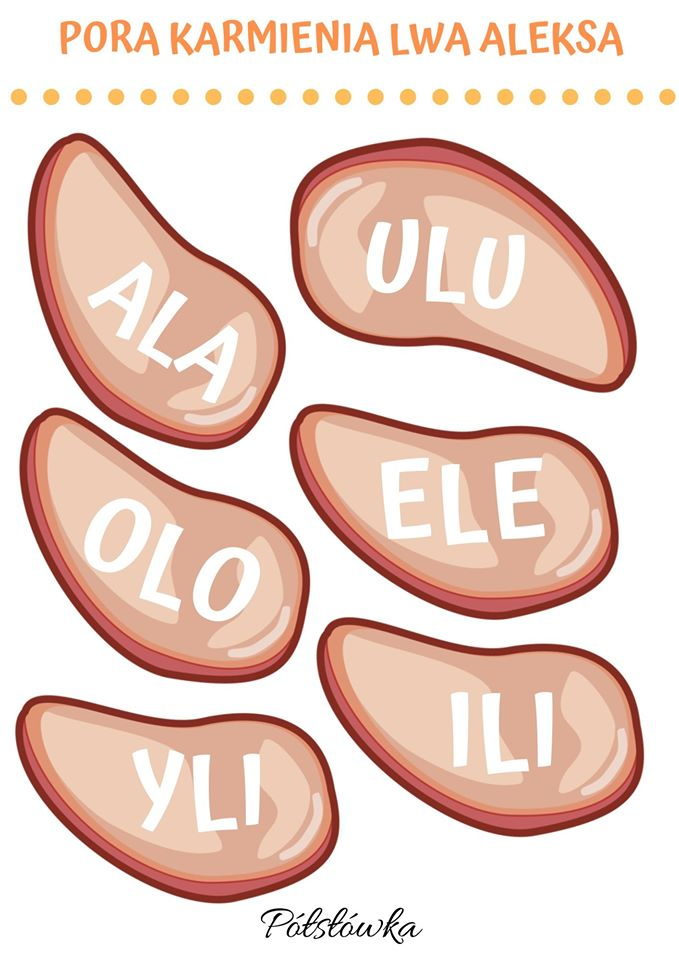 PORA KARMIENIA LWA ALEKSA
ALA
ULU
OLO
ELE
YLI
ILI
Półsłówka